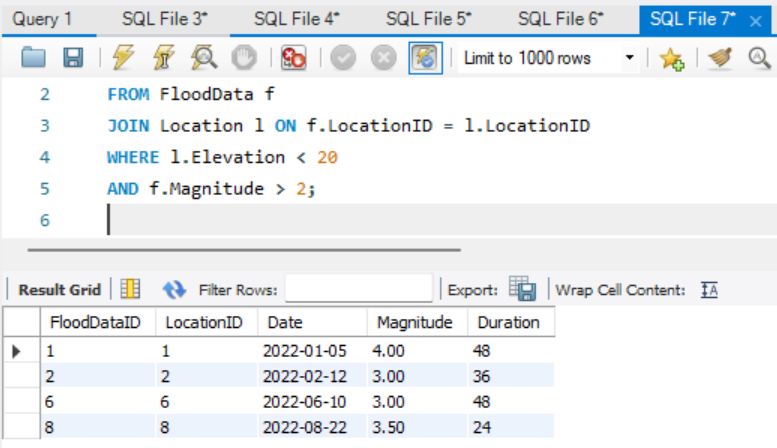 Query 1 SQL File 3* SQL File 4* SQL File 5* SQL File 6* SQL File 7* ×
Limit to 1000 rows
2 FROM FloodData f
3 JOIN Location l ON f.LocationID = l.LocationID
4 WHERE l.Elevation < 20
5 AND f.Magnitude > 2;
6
Result Grid Filter Rows: Export: Wrap Cell Content: IA
FloodDataID LocationID Date Magnitude Duration
1 1 2022-01-05 4.00 48
2 2 2022-02-12 3.00 36
6 6 2022-06-10 3.00 48
8 8 2022-08-22 3.50 24